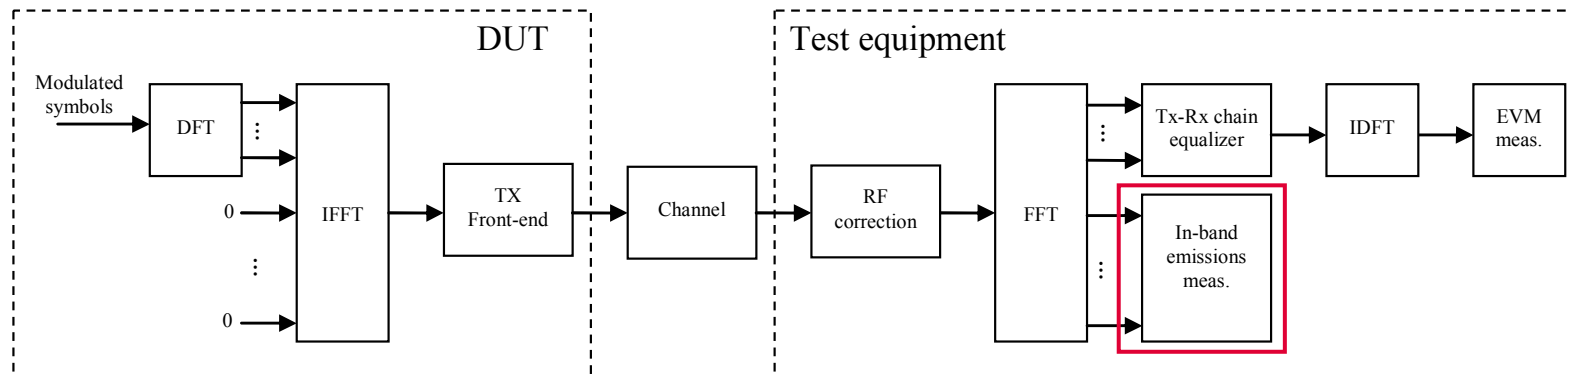 DUT
Test equipment
Modulated
symbols
DFT
...
0
...
0
IFFT
TX
Front-end
Channel
RF
correction
FFT
...
...
Tx-Rx chain
equalizer
IDFT
EVM
meas.
In-band
emissions
meas.